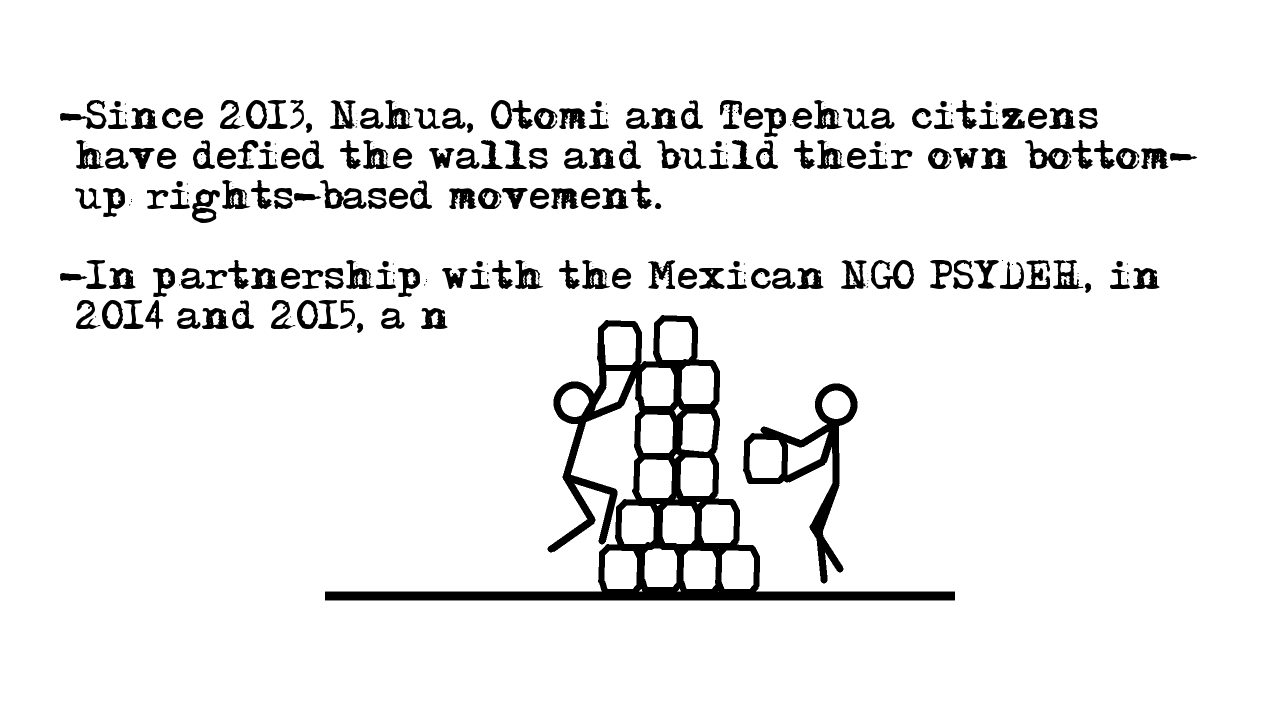 -Since 2013, Nahua, Otomi and Tepehua citizens
have defied the walls and build their own bottom-
up rights-based movement.
-In partnership with the Mexican NGO PSYDEH, in
2014 and 2015, a n